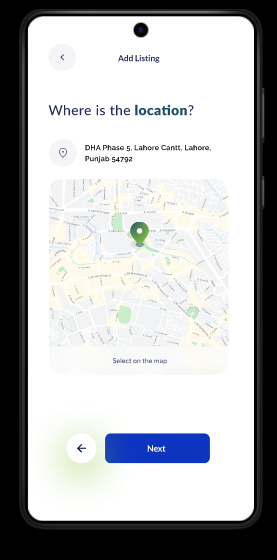 Add Listing
Where is the location?
DHA Phase 5, Lahore Cantt, Lahore,
Punjab 54792
Select on the map
Next